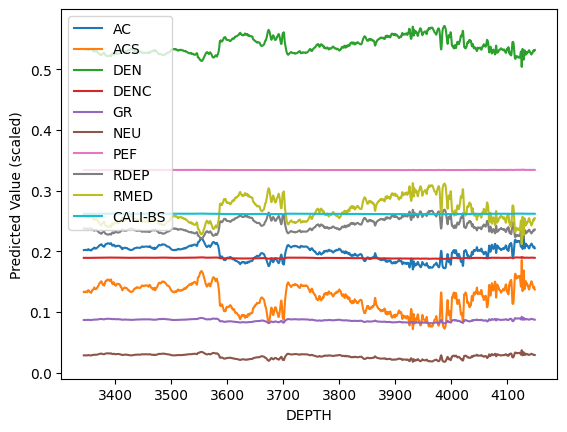 AC
ACS
DEN
DENC
GR
NEU
PEF
RDEP
RMED
CALI-BS
Predicted Value (scaled)
0.5
0.4
0.3
0.2
0.1
0.0
3400 3500 3600 3700 3800 3900 4000 4100
DEPTH